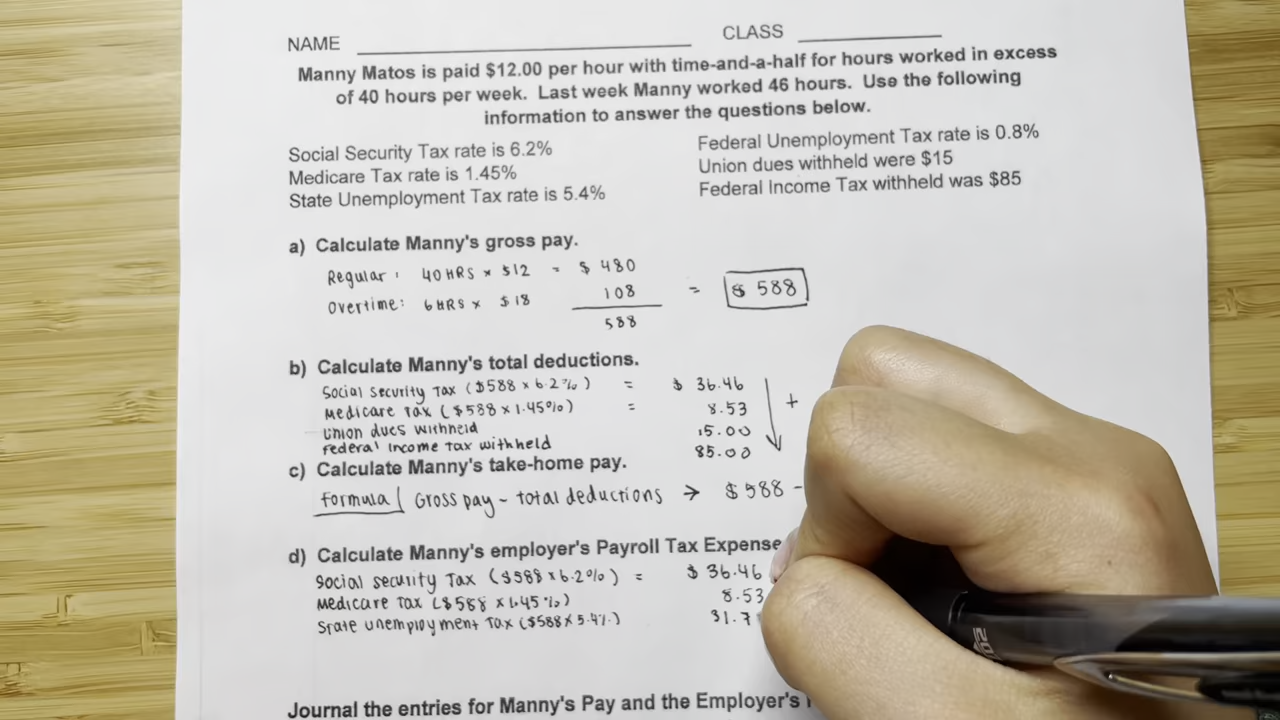 NAME ____________ CLASS ____________
Manny Matos is paid $12.00 per hour with time-and-a-half for hours worked in excess
of 40 hours per week. Last week Manny worked 46 hours. Use the following
information to answer the questions below.
Social Security Tax rate is 6.2%
Medicare Tax rate is 1.45%
State Unemployment Tax rate is 5.4%
Federal Unemployment Tax rate is 0.8%
Union dues withheld were $15
Federal Income Tax withheld was $85
a) Calculate Manny's gross pay.
Regular: 40 HRS x $12 = $ 480
Overtime: 6 HRS x $18 108 = $ 588
588
b) Calculate Manny's total deductions.
Social Security Tax ($588 x 6.2%) = $ 36.46
Medicare Tax ($588 x 1.45%) = 8.53 +
Union dues withheld 15.00
Federal Income Tax withheld 85.00
c) Calculate Manny's take-home pay.
Formula | Gross pay - total deductions → $588 -
d) Calculate Manny's employer's Payroll Tax Expense
Social Security Tax ($588 x 6.2%) = $ 36.46
Medicare Tax ($588 x 1.45%) 8.53
State unemployment Tax ($588 x 5.4%) 31.7
Journal the entries for Manny's Pay and the Employer's
20